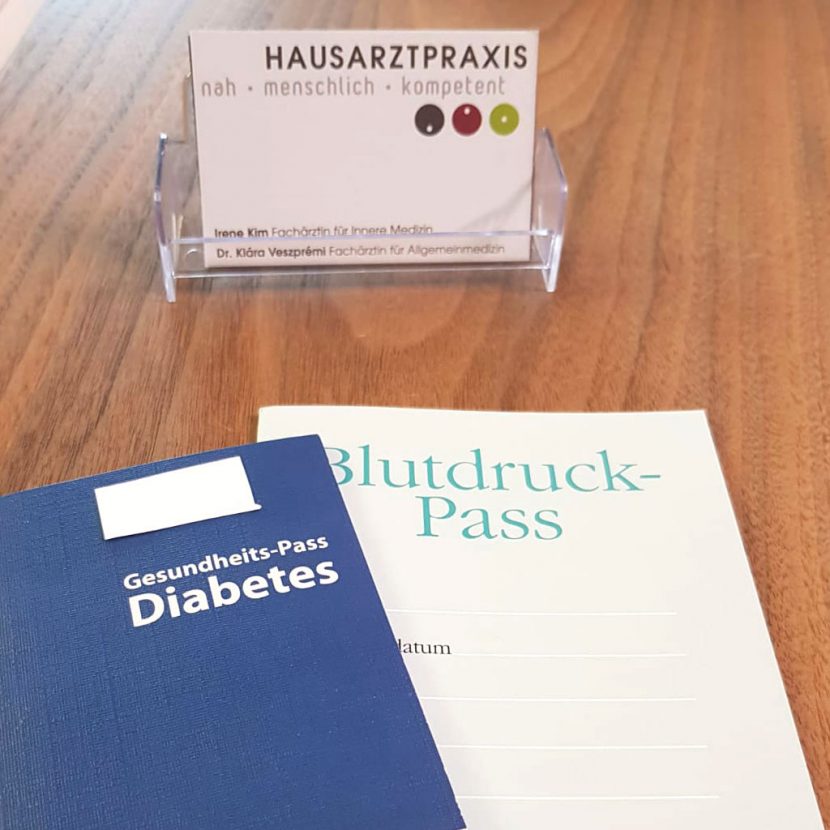 HAUSARZTPRAXIS
nah • menschlich • kompetent
Irene Kim Fachärztin für Innere Medizin
Dr. Klára Veszprémi Fachärztin für Allgemeinmedizin
Blutdruck-
Pass
datum
Gesundheits-Pass
Diabetes